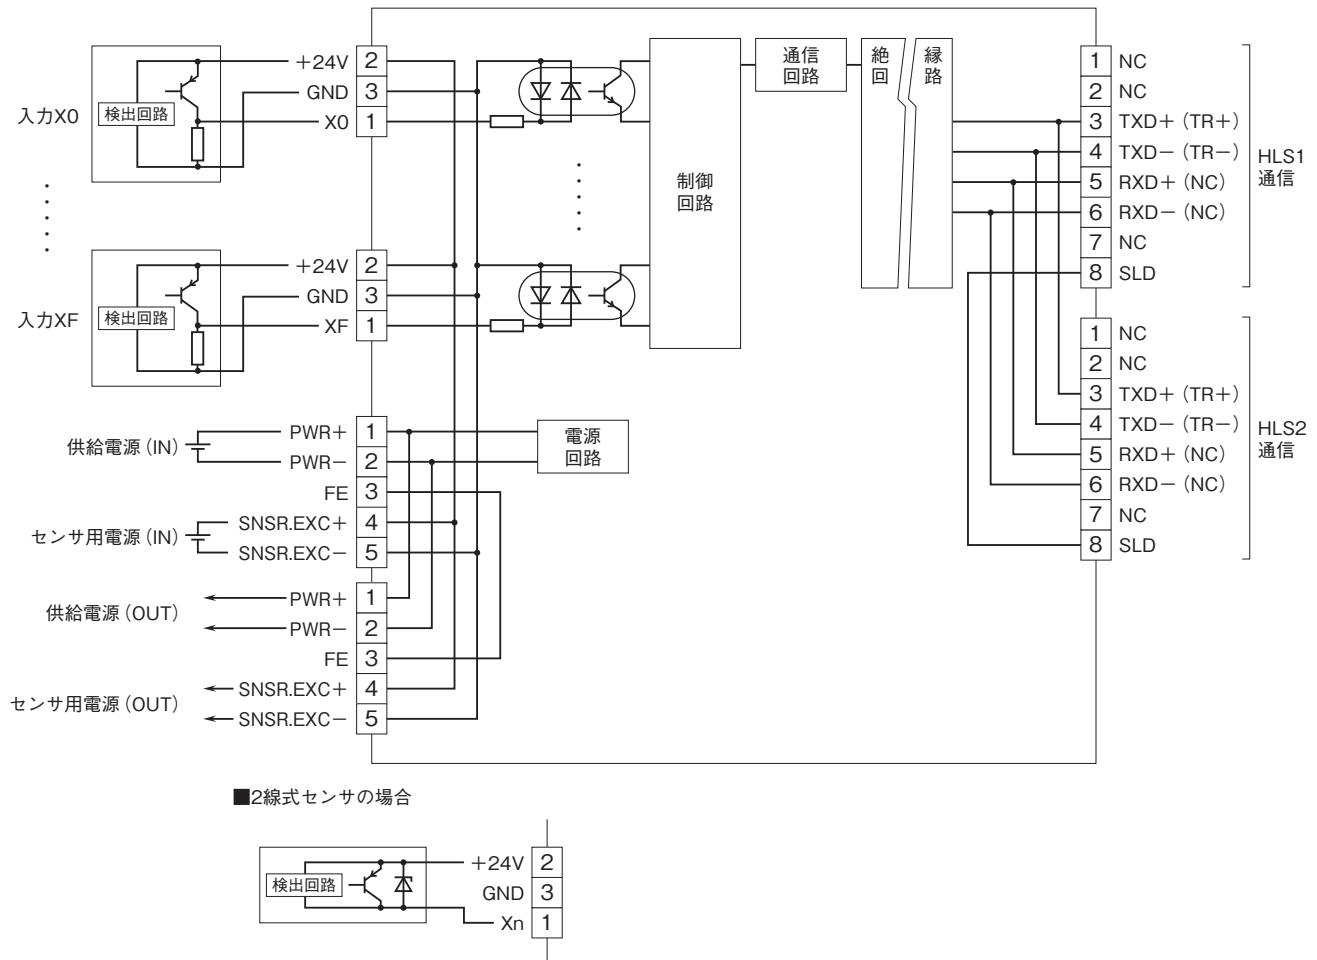 入力X0
検出回路
+24V 2
GND 3
X0 1
入力XF
検出回路
+24V 2
GND 3
XF 1
供給電源(IN)
PWR+ 1
PWR− 2
FE 3
センサ用電源(IN)
SNSR.EXC+ 4
SNSR.EXC− 5
供給電源(OUT)
PWR+ 1
PWR− 2
FE 3
センサ用電源(OUT)
SNSR.EXC+ 4
SNSR.EXC− 5
制御
回路
電源
回路
通信
回路
絶 縁
回 路
1 NC
2 NC
3 TXD+(TR+)
4 TXD−(TR−)
5 RXD+(NC)
6 RXD−(NC)
7 NC
8 SLD
HLS1
通信
1 NC
2 NC
3 TXD+(TR+)
4 TXD−(TR−)
5 RXD+(NC)
6 RXD−(NC)
7 NC
8 SLD
HLS2
通信
■2線式センサの場合
検出回路
+24V 2
GND 3
Xn 1